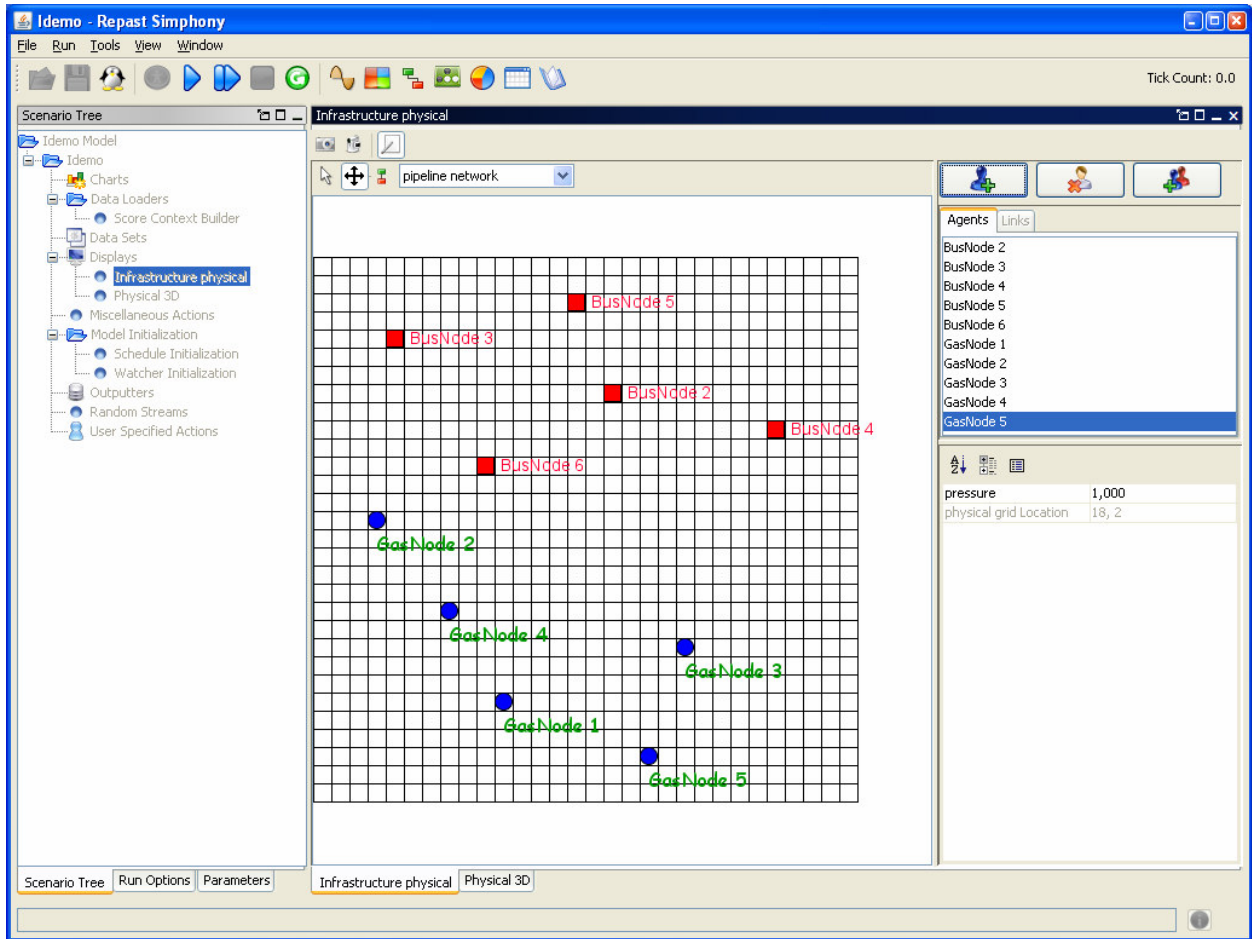 Idemo - Repast Simphony
File Run Tools View Window
Tick Count: 0.0
Scenario Tree
Idemo Model
Idemo
Charts
Data Loaders
Score Context Builder
Data Sets
Displays
Infrastructure physical
Physical 3D
Miscellaneous Actions
Model Initialization
Schedule Initialization
Watcher Initialization
Outputters
Random Streams
User Specified Actions
Scenario Tree Run Options Parameters
Infrastructure physical
pipeline network
BusNode 5
BusNode 3
BusNode 2
BusNode 4
BusNode 6
GasNode 2
GasNode 4
GasNode 3
GasNode 1
GasNode 5
Infrastructure physical Physical 3D
Agents Links
BusNode 2
BusNode 3
BusNode 4
BusNode 5
BusNode 6
GasNode 1
GasNode 2
GasNode 3
GasNode 4
GasNode 5
A
Z
pressure 1,000
physical grid Location 18, 2